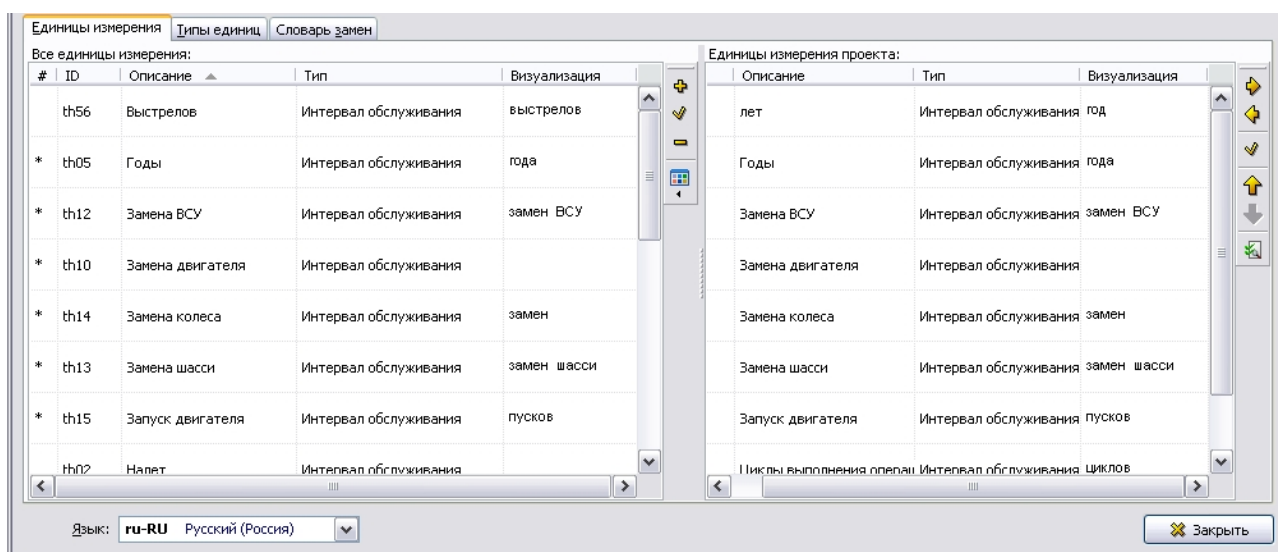 Единицы измерения Типы единиц Словарь замен
Все единицы измерения: Единицы измерения проекта:
# ID Описание Тип Визуализация Описание Тип Визуализация
th56 Выстрелов Интервал обслуживания выстрелов лет Интервал обслуживания год
* th05 Годы Интервал обслуживания года Годы Интервал обслуживания года
* th12 Замена ВСУ Интервал обслуживания замен ВСУ Замена ВСУ Интервал обслуживания замен ВСУ
* th10 Замена двигателя Интервал обслуживания Замена двигателя Интервал обслуживания
* th14 Замена колеса Интервал обслуживания замен Замена колеса Интервал обслуживания замен
* th13 Замена шасси Интервал обслуживания замен шасси Замена шасси Интервал обслуживания замен шасси
* th15 Запуск двигателя Интервал обслуживания пусков Запуск двигателя Интервал обслуживания пусков
th02 Налет Интервал обслуживания Циклы выполнения операц Интервал обслуживания циклов
Язык: ru-RU Русский (Россия) Закрыть